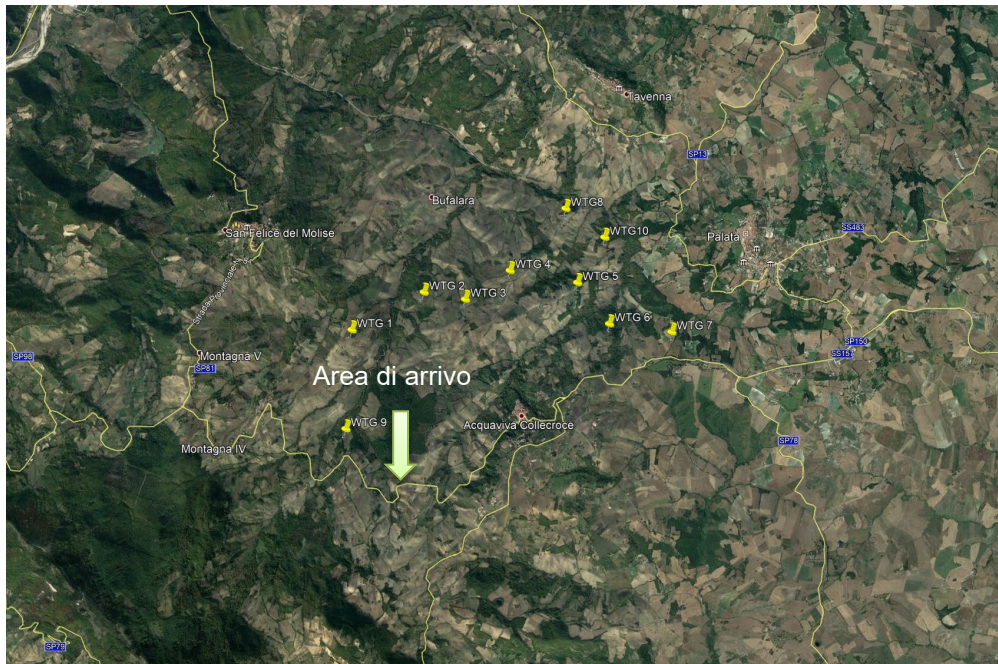 Tavenna
SP13
Bufalara
WTG8
San Felice del Molise
WTG10
Palata
SS483
WTG 4
WTG 5
WTG 2
WTG 3
WTG 1
WTG 6
WTG 7
SP150
SS157
SP98
Montagna V
SP81
Area di arrivo
WTG 9
Acquaviva Collecroce
SP78
Montagna IV
SP79